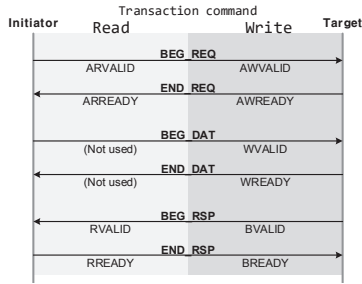 Transaction command
Initiator Read Write Target
BEG_REQ
ARVALID AWVALID
END_REQ
ARREADY AWREADY
BEG_DAT
(Not used) WVALID
END_DAT
(Not used) WREADY
BEG_RSP
RVALID BVALID
END_RSP
RREADY BREADY